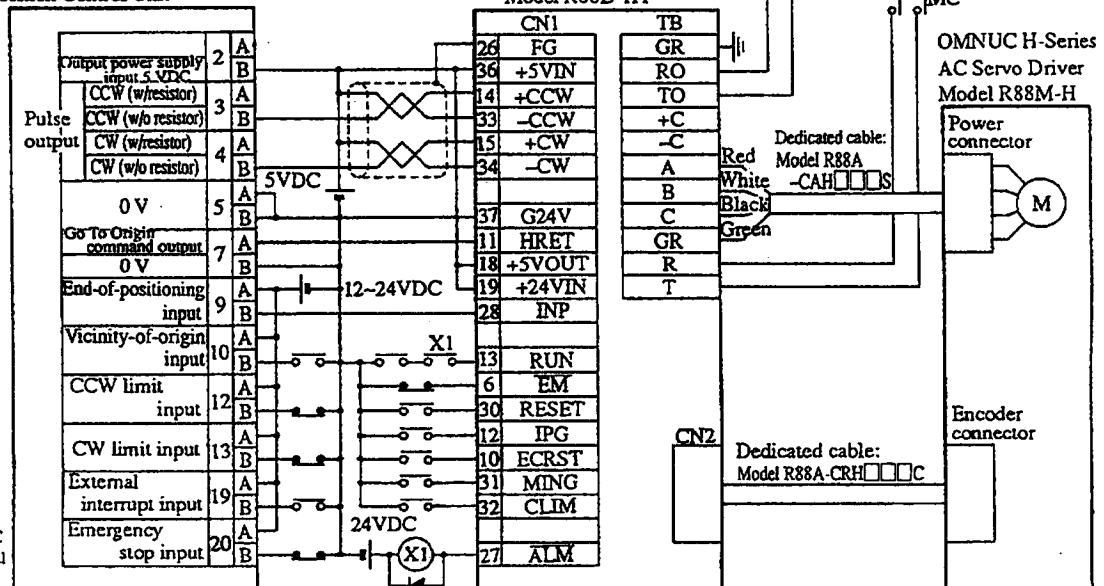 CN1
TB
A
26
FG
GR
OMNUC H-Series
Output power supply
input 5 VDC
2
B
36
+5VIN
RO
AC Servo Driver
CCW (w/resistor)
3
A
14
+CCW
TO
Model R88M-H
Pulse
output
CCW (w/o resistor)
B
33
–CCW
+C
Power
connector
CW (w/resistor)
4
A
15
+CW
–C
Dedicated cable:
Model R88A
-CAH□□□S
CW (w/o resistor)
B
34
–CW
A
Red
5VDC
B
White
0 V
5
A
B
37
G24V
C
Black
M
Go To Origin
command output
7
A
11
HRET
GR
Green
0 V
B
18
+5VOUT
R
End-of-positioning
input
9
A
12~24VDC
19
+24VIN
T
B
28
INP
Vicinity-of-origin
input
10
A
X1
B
13
RUN
CCW limit
input
12
A
6
EM
B
30
RESET
CW limit input
13
A
12
IPG
B
10
ECRST
CN2
Encoder
connector
Dedicated cable:
Model R88A-CRH□□□C
External
interrupt input
19
A
31
MING
B
32
CLIM
24VDC
Emergency
stop input
20
A
B
X1
27
ALM
MC